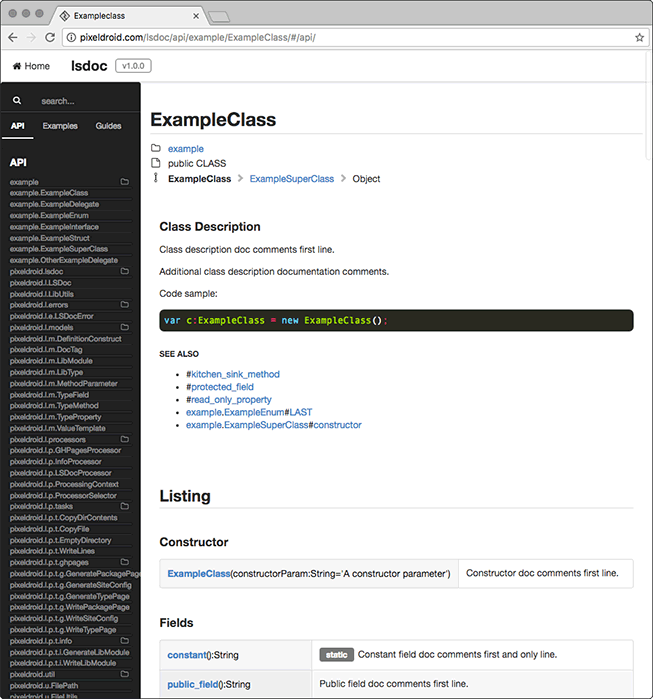 Exampleclass
pixeldroid.com/lsdoc/api/example/ExampleClass/#/api/
Home lsdoc v1.0.0
search...
API Examples Guides
API
example
example.ExampleClass
example.ExampleDelegate
example.ExampleEnum
example.ExampleInterface
example.ExampleStruct
example.ExampleSuperClass
example.OtherExampleDelegate
pixeldroid.lsdoc
pixeldroid.l.LSDoc
pixeldroid.l.LibUtils
pixeldroid.l.errors
pixeldroid.l.e.LSDocError
pixeldroid.l.models
pixeldroid.l.m.DefinitionConstruct
pixeldroid.l.m.DocTag
pixeldroid.l.m.LibModule
pixeldroid.l.m.LibType
pixeldroid.l.m.MethodParameter
pixeldroid.l.m.TypeField
pixeldroid.l.m.TypeMethod
pixeldroid.l.m.TypeProperty
pixeldroid.l.m.ValueTemplate
pixeldroid.l.processors
pixeldroid.l.p.GHPagesProcessor
pixeldroid.l.p.InfoProcessor
pixeldroid.l.p.LSDocProcessor
pixeldroid.l.p.ProcessingContext
pixeldroid.l.p.ProcessorSelector
pixeldroid.l.p.tasks
pixeldroid.l.p.t.CopyDirContents
pixeldroid.l.p.t.CopyFile
pixeldroid.l.p.t.EmptyDirectory
pixeldroid.l.p.t.WriteLines
pixeldroid.l.p.t.ghpages
pixeldroid.l.p.t.g.GeneratePackagePage
pixeldroid.l.p.t.g.GenerateSiteConfig
pixeldroid.l.p.t.g.GenerateTypePage
pixeldroid.l.p.t.g.WritePackagePage
pixeldroid.l.p.t.g.WriteSiteConfig
pixeldroid.l.p.t.g.WriteTypePage
pixeldroid.l.p.t.info
pixeldroid.l.p.t.i.GenerateLibModule
pixeldroid.l.p.t.i.WriteLibModule
pixeldroid.util
pixeldroid.u.FilePath
pixeldroid.u.FileUtils
ExampleClass
example
public CLASS
ExampleClass ExampleSuperClass Object
Class Description
Class description doc comments first line.
Additional class description documentation comments.
Code sample:
var c:ExampleClass = new ExampleClass();
SEE ALSO
#kitchen_sink_method
#protected_field
#read_only_property
example.ExampleEnum#LAST
example.ExampleSuperClass#constructor
Listing
Constructor
ExampleClass(constructorParam:String='A constructor parameter') Constructor doc comments first line.
Fields
constant():String static Constant field doc comments first and only line.
public_field():String Public field doc comments first line.